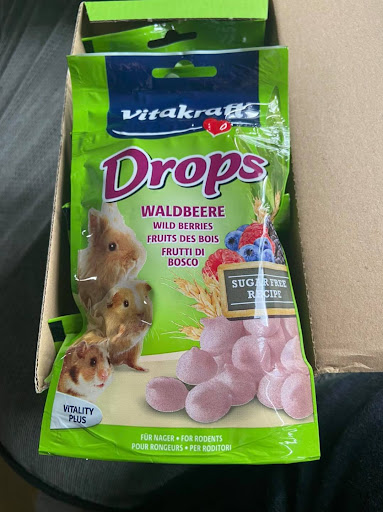 Vitakraft
Drops
WALDBEERE
WILD BERRIES
FRUITS DES BOIS
FRUTTI DI
BOSCO
SUGAR FREE
RECIPE
VITALITY
PLUS
FÜR NAGER • FOR RODENTS
POUR RONGEURS • PER RODITORI